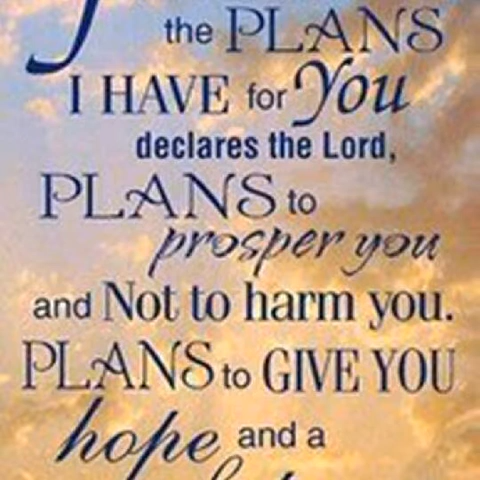 the PLANS
I HAVE for You
declares the Lord,
PLANS to
prosper you
and Not to harm you.
PLANS to GIVE YOU
hope and a